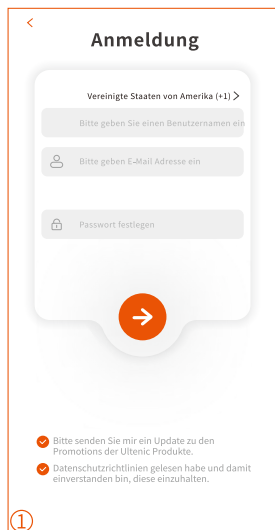 Anmeldung
Vereinigte Staaten von Amerika (+1)
Bitte geben Sie einen Benutzernamen ein
Bitte geben E-Mail Adresse ein
Passwort festlegen
Bitte senden Sie mir ein Update zu den
Promotions der Ultenic Produkte.
Datenschutzrichtlinien gelesen habe und damit
einverstanden bin, diese einzuhalten.
①